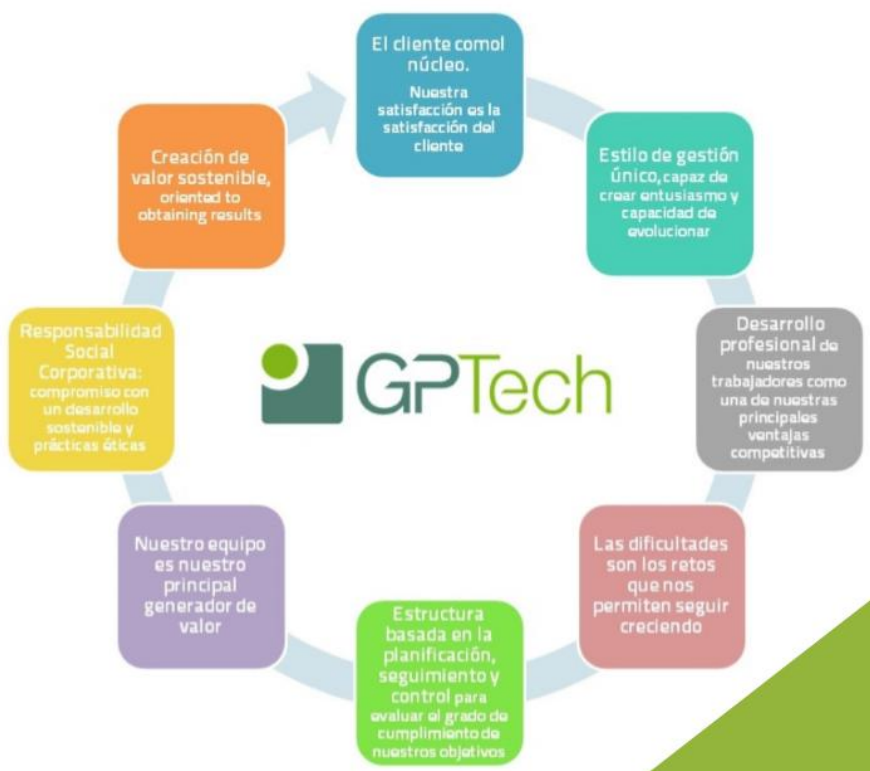 El cliente comol
núcleo.
Nuestra
satisfacción es la
satisfacción del
cliente
Estilo de gestión
único, capaz de
crear entusiasmo y
capacidad de
evolucionar
Desarrollo
profesional de
nuestros
trabajadores como
una de nuestras
principales
ventajas
competitivas
Las dificultades
son los retos
que nos
permiten seguir
creciendo
Estructura
basada en la
planificación,
seguimiento y
control para
evaluar el grado de
cumplimiento de
nuestros objetivos
Nuestro equipo
es nuestro
principal
generador de
valor
Responsabilidad
Social
Corporativa:
compromiso con
un desarrollo
sostenible y
prácticas éticas
Creación de
valor sostenible,
oriented to
obtaining results
GPTech